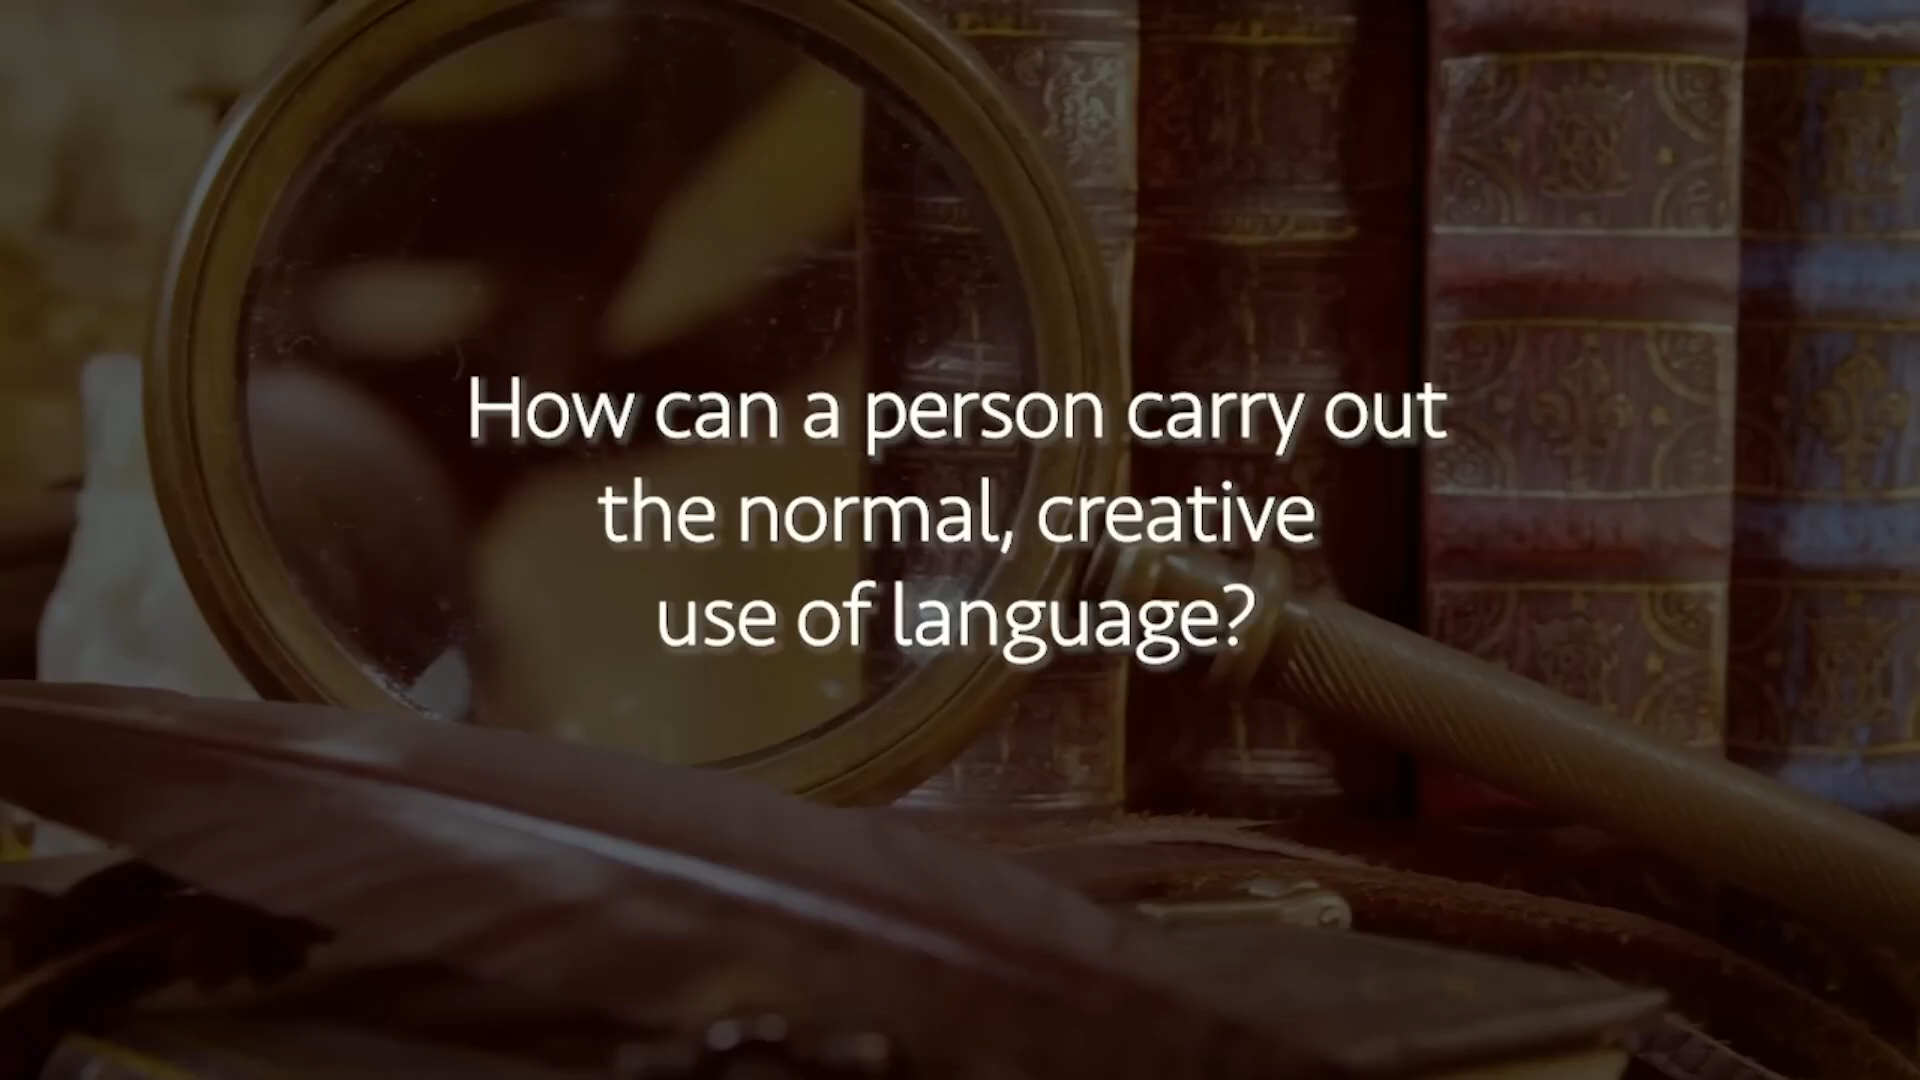 How can a person carry out
the normal, creative
use of language?